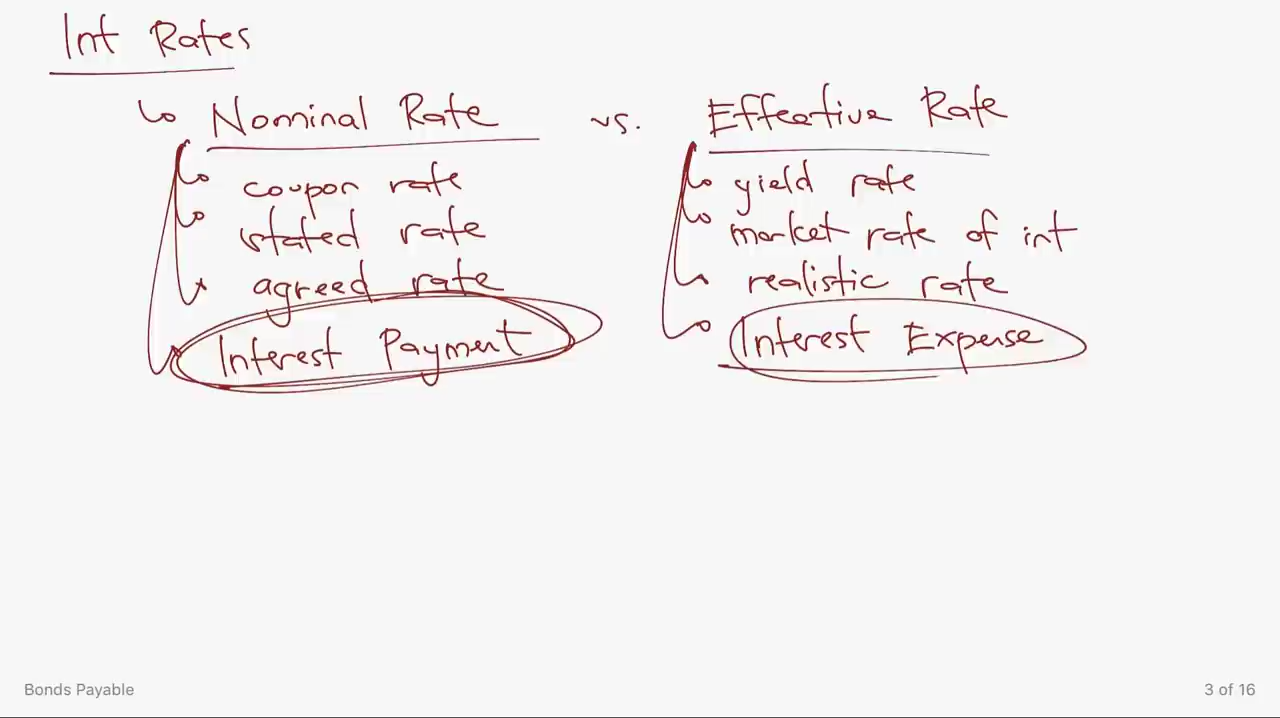 Int Rates
Nominal Rate vs. Effective Rate
coupon rate yield rate
stated rate market rate of int
agreed rate realistic rate
Interest Payment Interest Expense
Bonds Payable 3 of 16